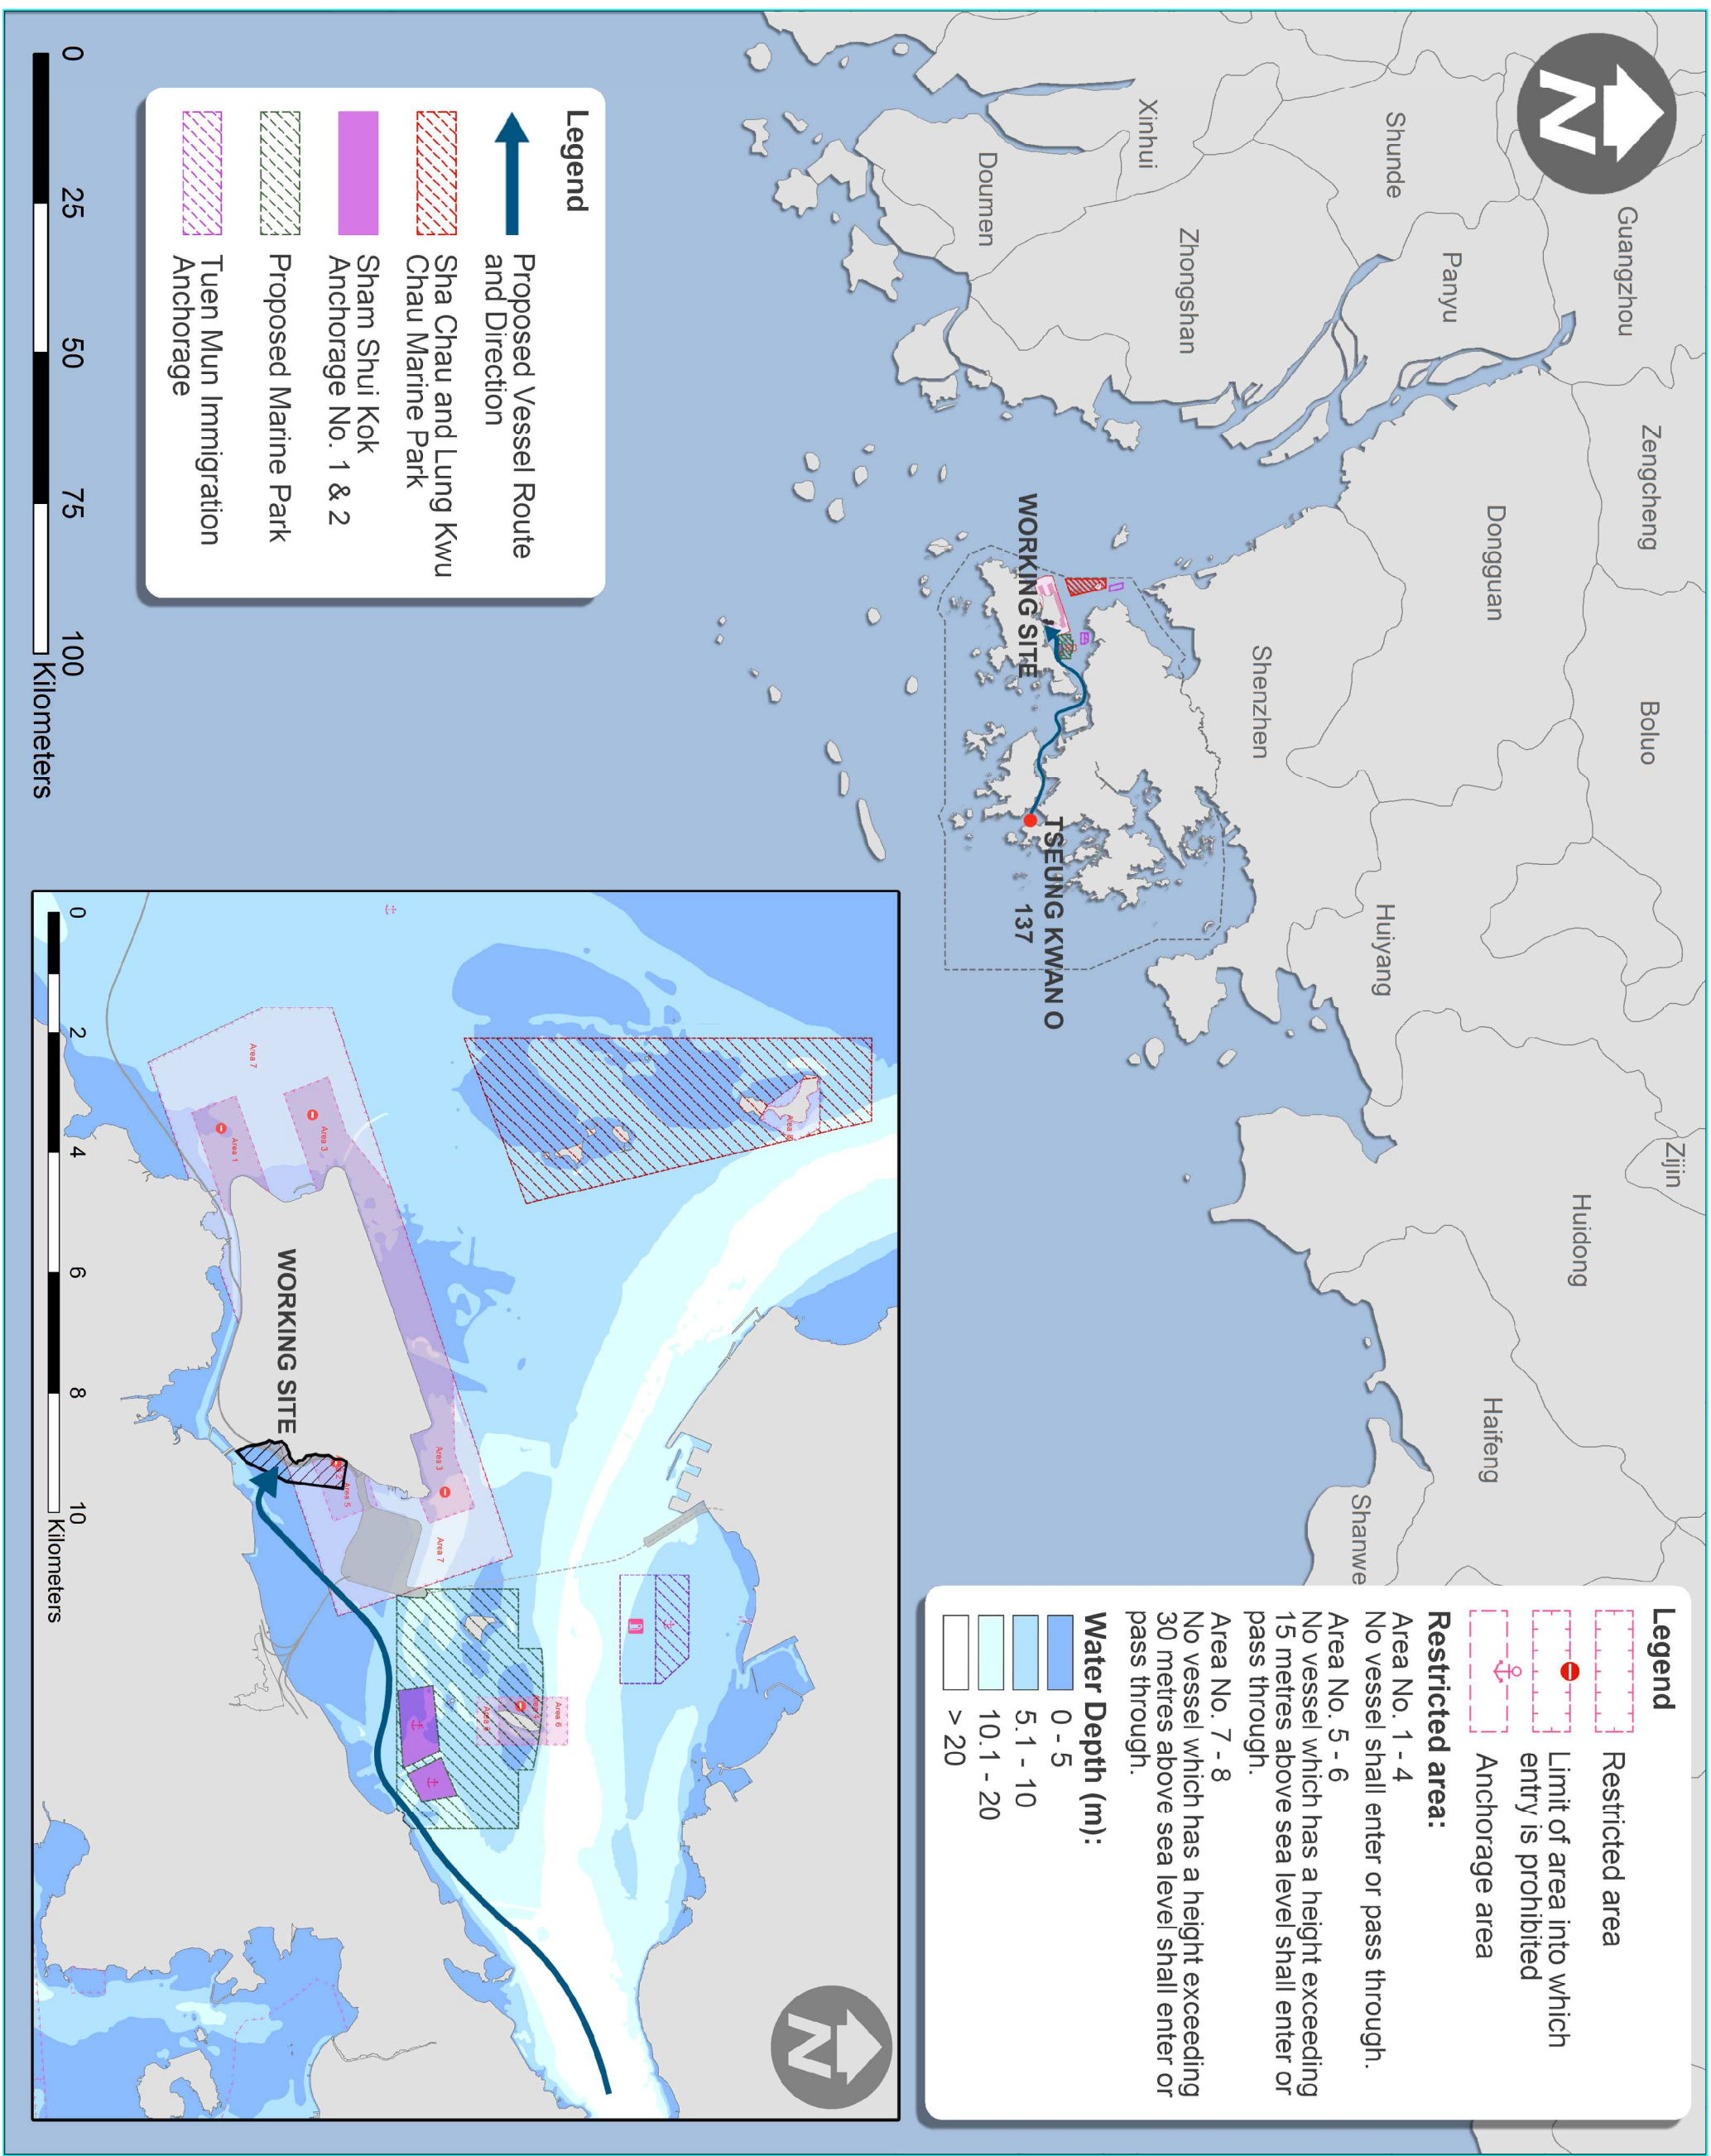 N
Guangzhou
Zengcheng
Boluo
Zijin
Huidong
Shunde
Panyu
Dongguan
Huiyang
Haifeng
Shanwe
Xinhui
Zhongshan
Shenzhen
Doumen
WORKING SITE
TSEUNG KWAN O
137
Legend
Proposed Vessel Route
and Direction
Sha Chau and Lung Kwu
Chau Marine Park
Sham Shui Kok
Anchorage No. 1 & 2
Proposed Marine Park
Tuen Mun Immigration
Anchorage
0 25 50 75 100
Kilometers
Legend
Restricted area
Limit of area into which
entry is prohibited
Anchorage area
Restricted area:
Area No. 1 - 4
No vessel shall enter or pass through.
Area No. 5 - 6
No vessel which has a height exceeding
15 metres above sea level shall enter or
pass through.
Area No. 7 - 8
No vessel which has a height exceeding
30 metres above sea level shall enter or
pass through.
Water Depth (m):
0 - 5
5.1 - 10
10.1 - 20
> 20
N
Area 6
Area 3
Area 7
Area 5
Area 7
Area 3
Area 1
WORKING SITE
0 2 4 6 8 10
Kilometers